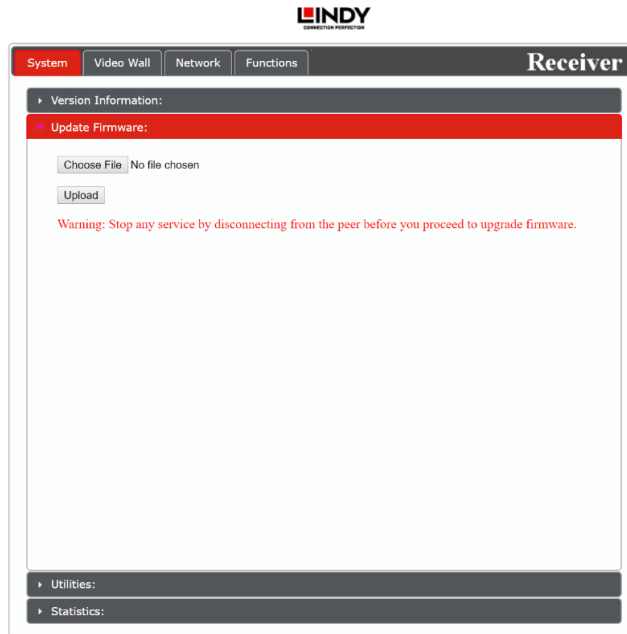 LINDY
CONNECTION PERFECTION
System Video Wall Network Functions Receiver
Version Information:
Update Firmware:
Choose File No file chosen
Upload
Warning: Stop any service by disconnecting from the peer before you proceed to upgrade firmware.
Utilities:
Statistics: